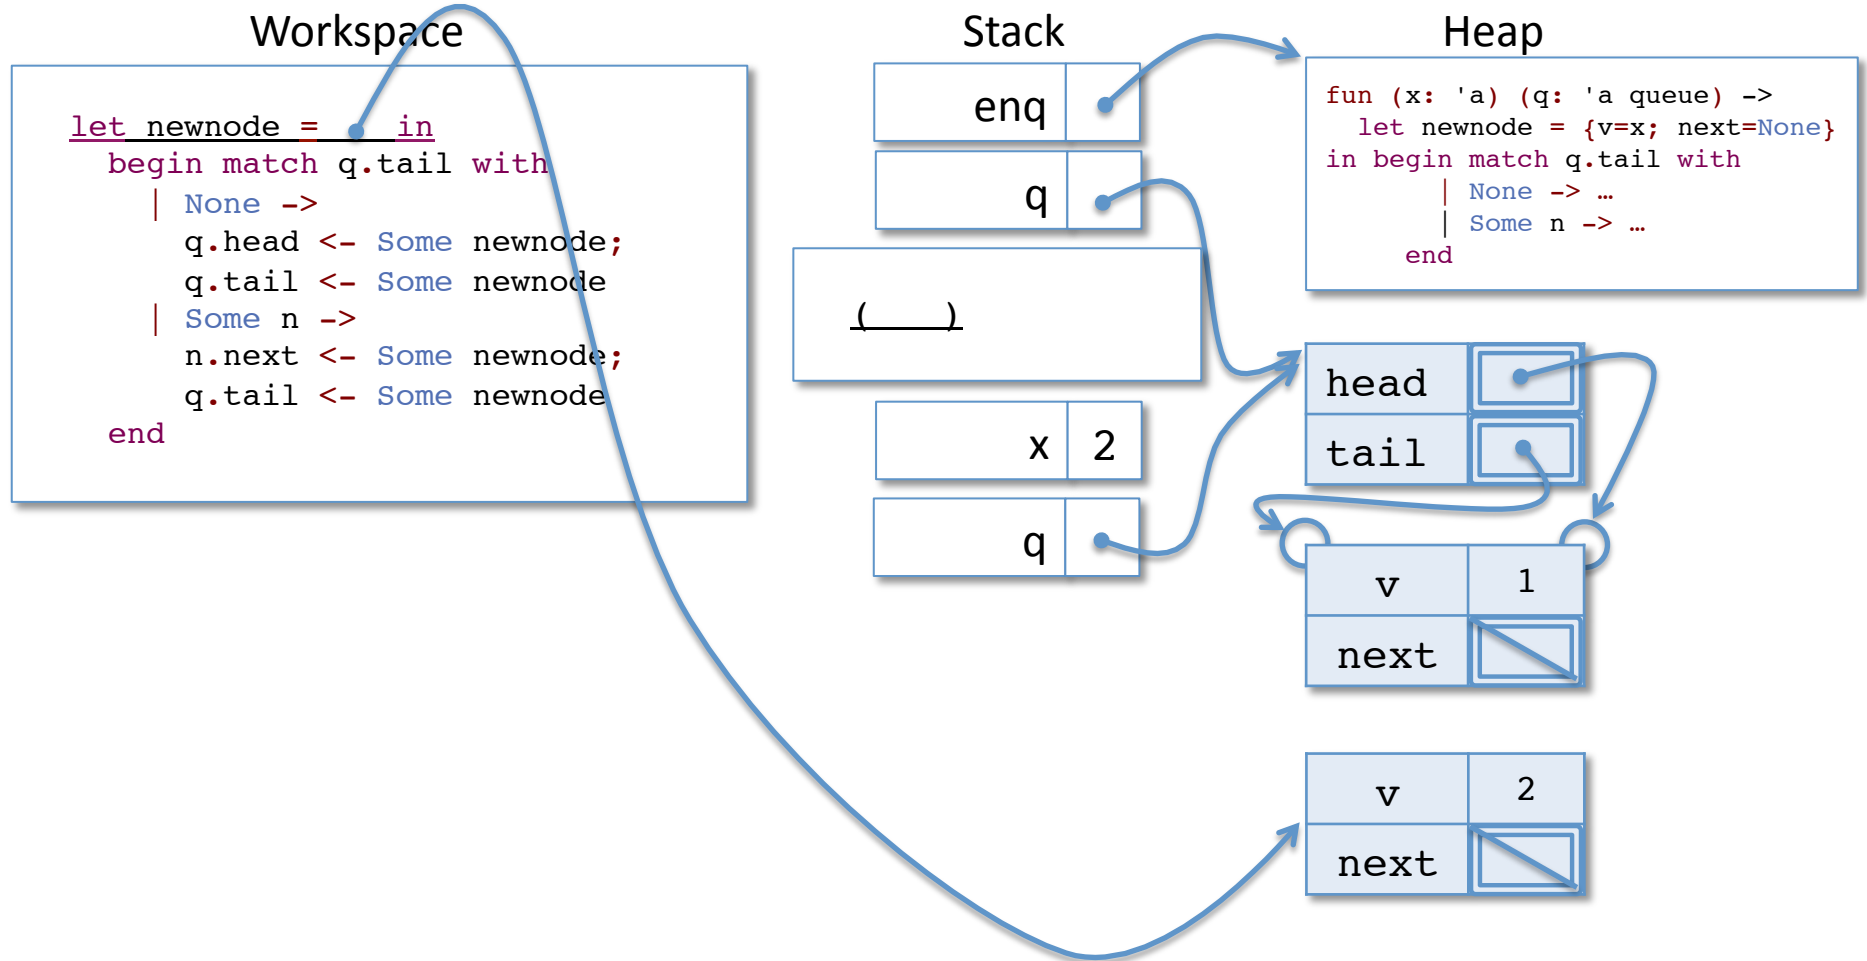 Workspace
let newnode =     in
begin match q.tail with
| None ->
q.head <- Some newnode;
q.tail <- Some newnode
| Some n ->
n.next <- Some newnode;
q.tail <- Some newnode
end
Stack
enq
q
(    )
x 2
q
Heap
fun (x: 'a) (q: 'a queue) ->
let newnode = {v=x; next=None}
in begin match q.tail with
| None -> …
| Some n -> …
end
head
tail
v 1
next
v 2
next